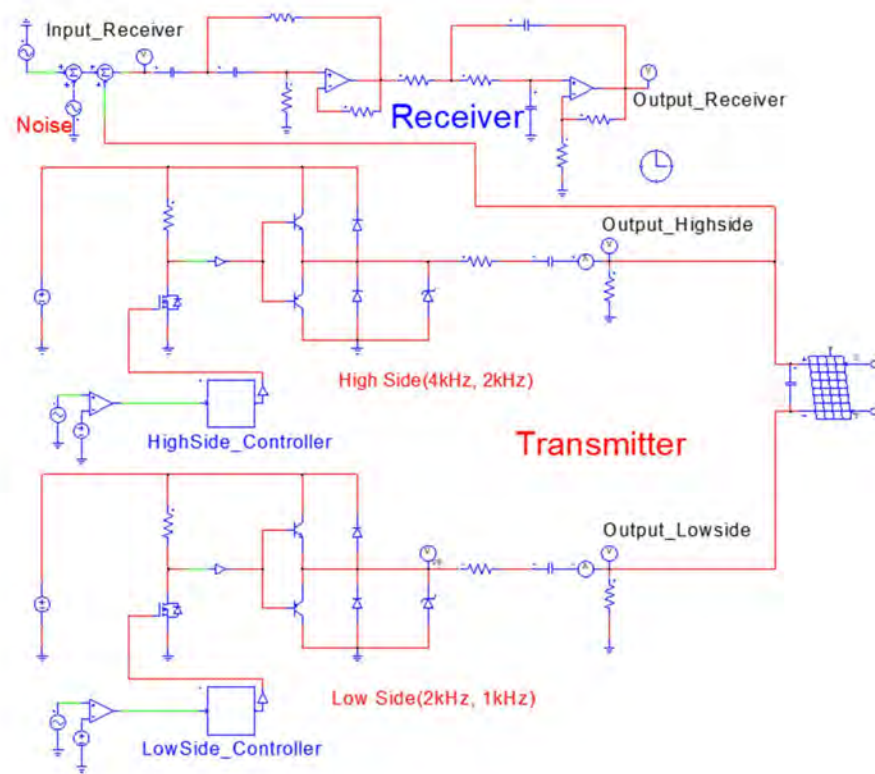 Input_Receiver
Output_Receiver
Noise
Receiver
Output_Highside
High Side(4kHz, 2kHz)
HighSide_Controller
Transmitter
Output_Lowside
Low Side(2kHz, 1kHz)
LowSide_Controller